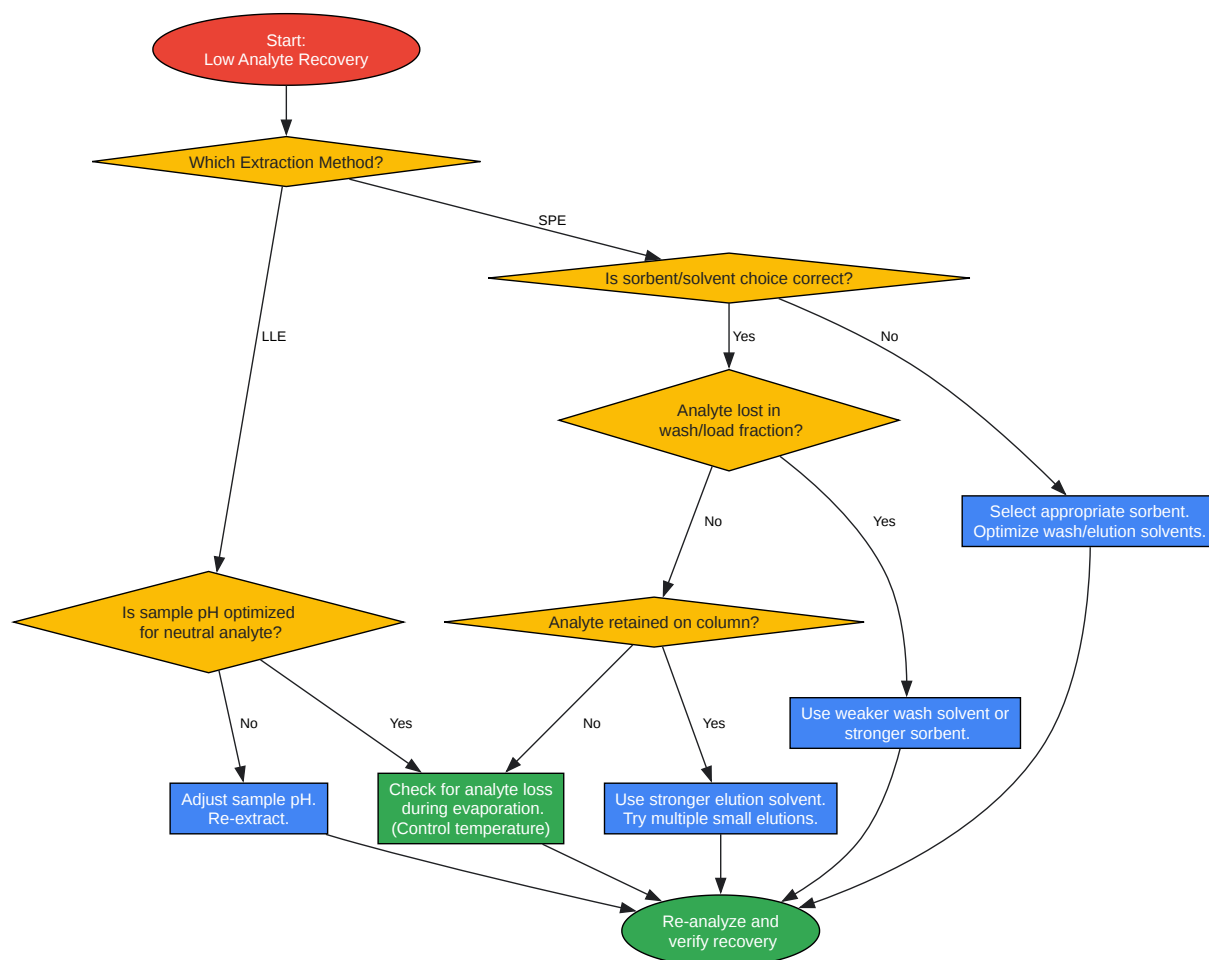 Start:
Low Analyte Recovery
Which Extraction Method?
SPE
Is sorbent/solvent choice correct?
LLE
Yes
No
Analyte lost in
wash/load fraction?
Select appropriate sorbent.
Optimize wash/elution solvents.
No
Yes
Is sample pH optimized
for neutral analyte?
Analyte retained on column?
No
Yes
No
Yes
Use weaker wash solvent or
stronger sorbent.
Adjust sample pH.
Re-extract.
Check for analyte loss
during evaporation.
(Control temperature)
Use stronger elution solvent.
Try multiple small elutions.
Re-analyze and
verify recovery